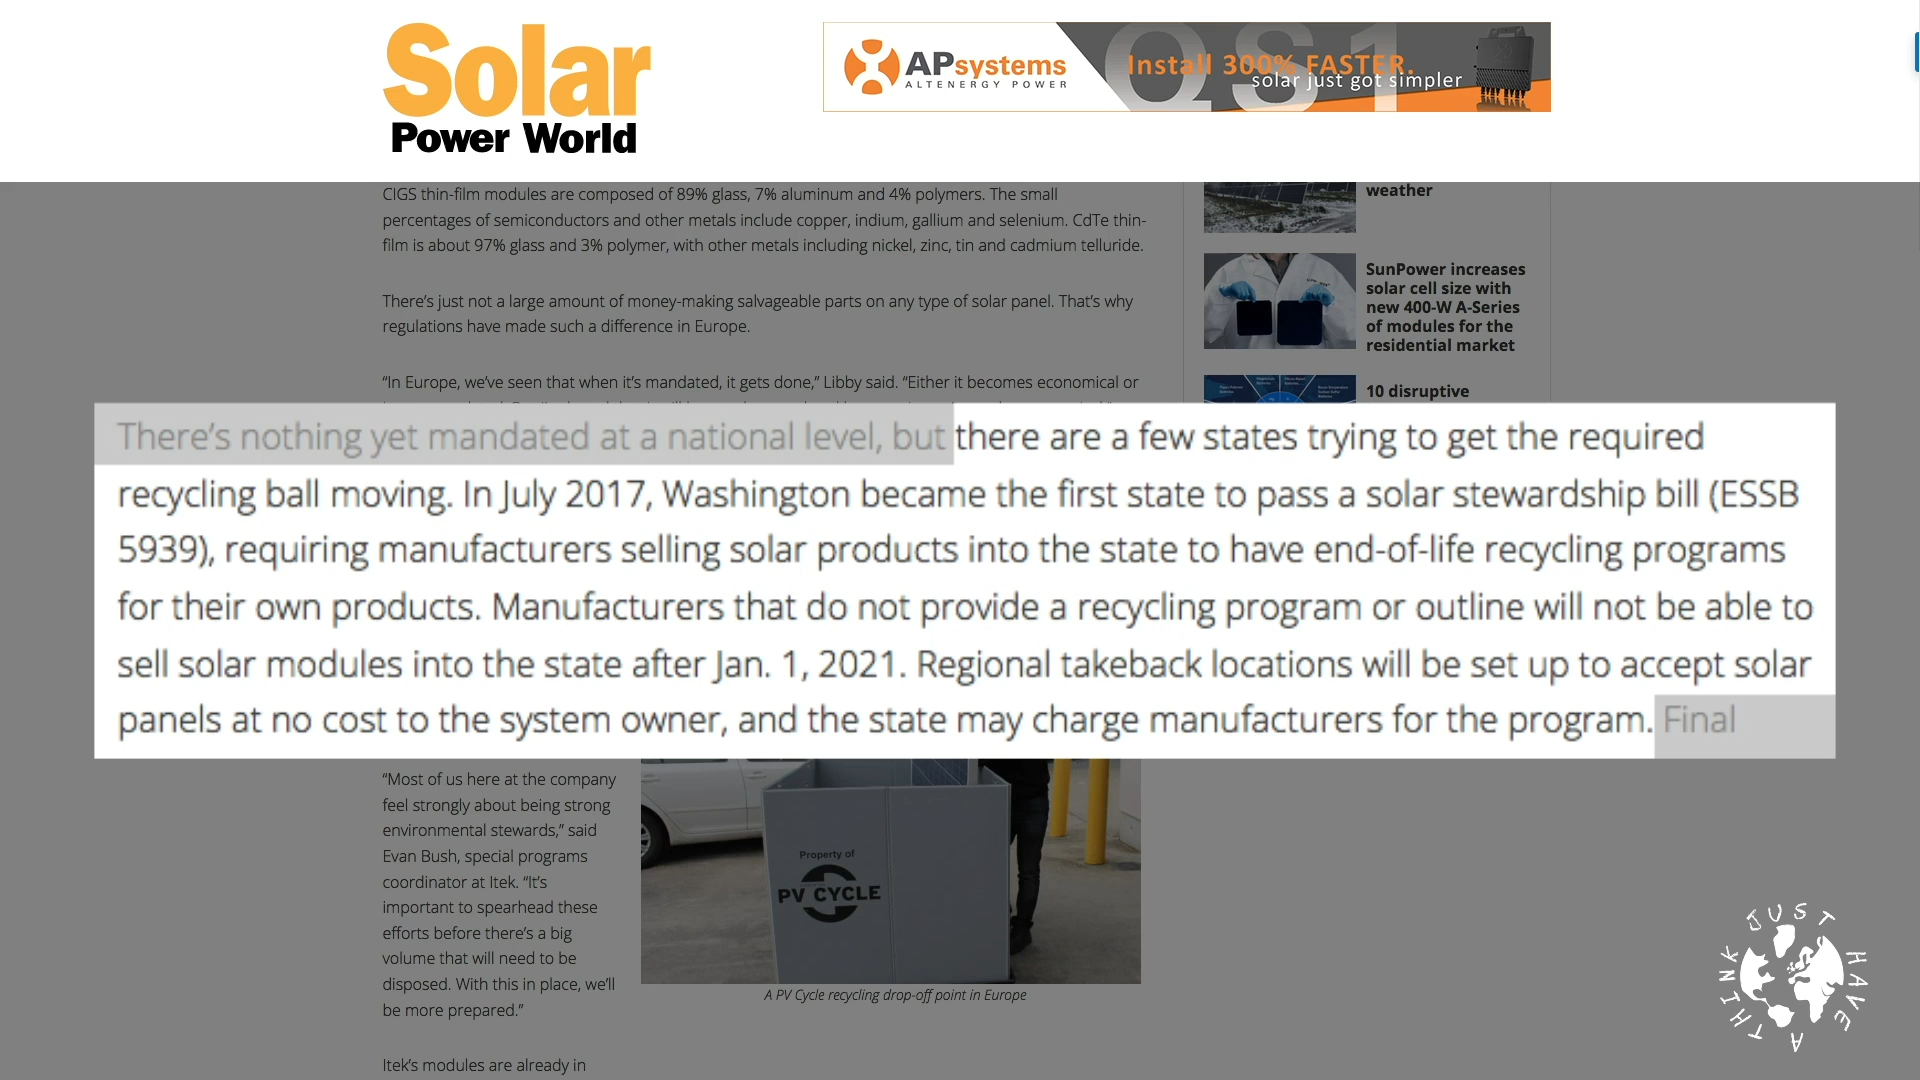 Solar
Power World
APsystems
ALTENERGY POWER
QS1
Install 300% FASTER.
solar just got simpler
CIGS thin-film modules are composed of 89% glass, 7% aluminum and 4% polymers. The small
percentages of semiconductors and other metals include copper, indium, gallium and selenium. CdTe thin-
film is about 97% glass and 3% polymer, with other metals including nickel, zinc, tin and cadmium telluride.
There’s just not a large amount of money-making salvageable parts on any type of solar panel. That’s why
regulations have made such a difference in Europe.
“In Europe, we’ve seen that when it’s mandated, it gets done,” Libby said. “Either it becomes economical or
weather
SunPower increases
solar cell size with
new 400-W A-Series
of modules for the
residential market
10 disruptive
There’s nothing yet mandated at a national level, but there are a few states trying to get the required
recycling ball moving. In July 2017, Washington became the first state to pass a solar stewardship bill (ESSB
5939), requiring manufacturers selling solar products into the state to have end-of-life recycling programs
for their own products. Manufacturers that do not provide a recycling program or outline will not be able to
sell solar modules into the state after Jan. 1, 2021. Regional takeback locations will be set up to accept solar
panels at no cost to the system owner, and the state may charge manufacturers for the program. Final
“Most of us here at the company
feel strongly about being strong
environmental stewards,” said
Evan Bush, special programs
coordinator at Itek. “It’s
important to spearhead these
efforts before there’s a big
volume that will need to be
disposed. With this in place, we’ll
be more prepared.”
Itek’s modules are already in
Property of
PV CYCLE
A PV Cycle recycling drop-off point in Europe
JUST HAVE A THINK